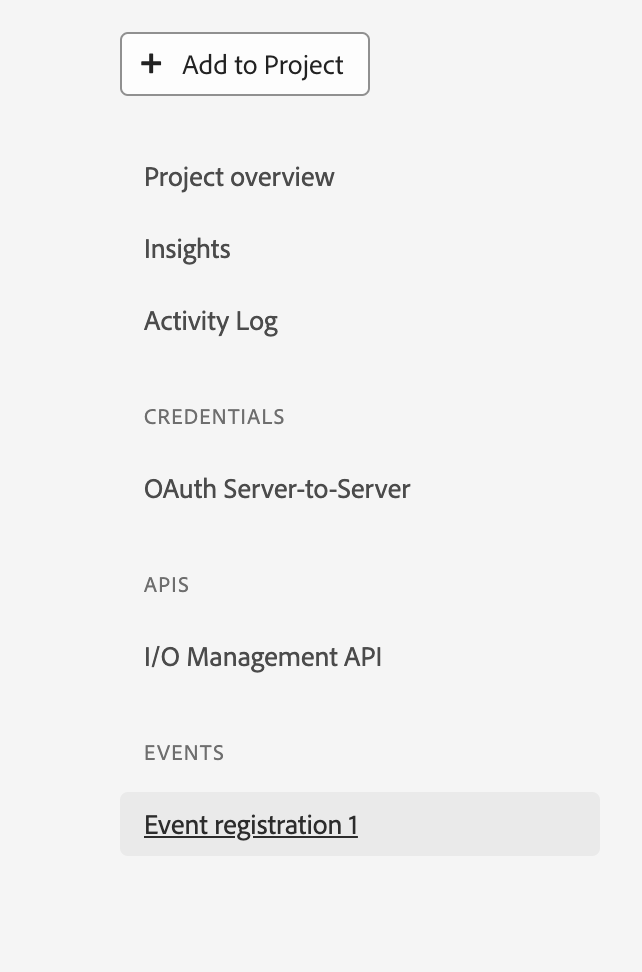 + Add to Project
Project overview
Insights
Activity Log
CREDENTIALS
OAuth Server-to-Server
APIS
I/O Management API
EVENTS
Event registration 1